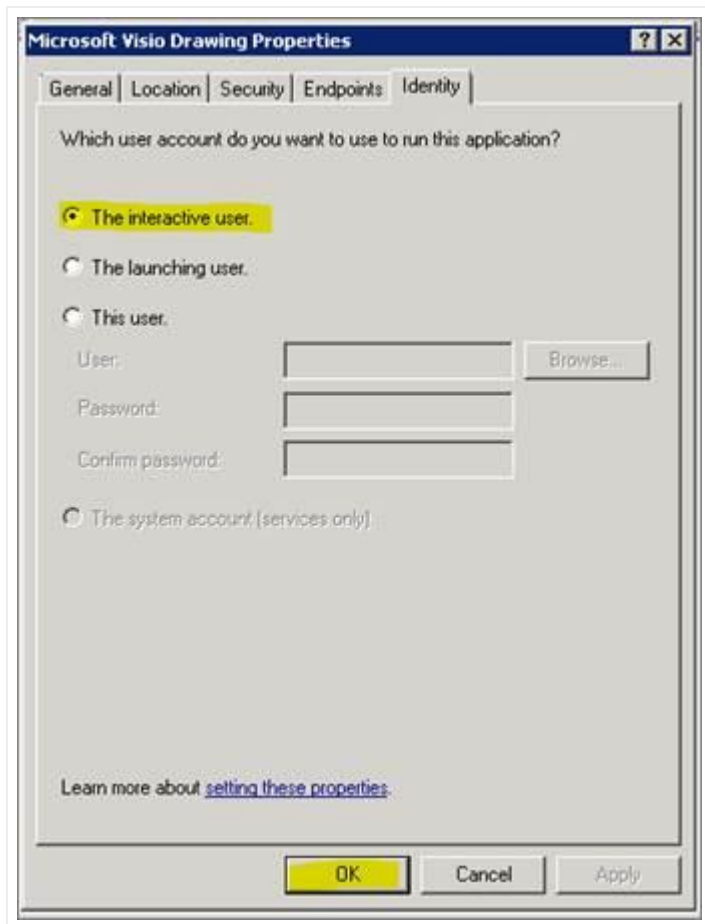 Microsoft Visio Drawing Properties
General Location Security Endpoints Identity
Which user account do you want to use to run this application?
The interactive user.
The launching user.
This user.
User: Browse...
Password:
Confirm password:
The system account (services only)
Learn more about setting these properties.
OK Cancel Apply